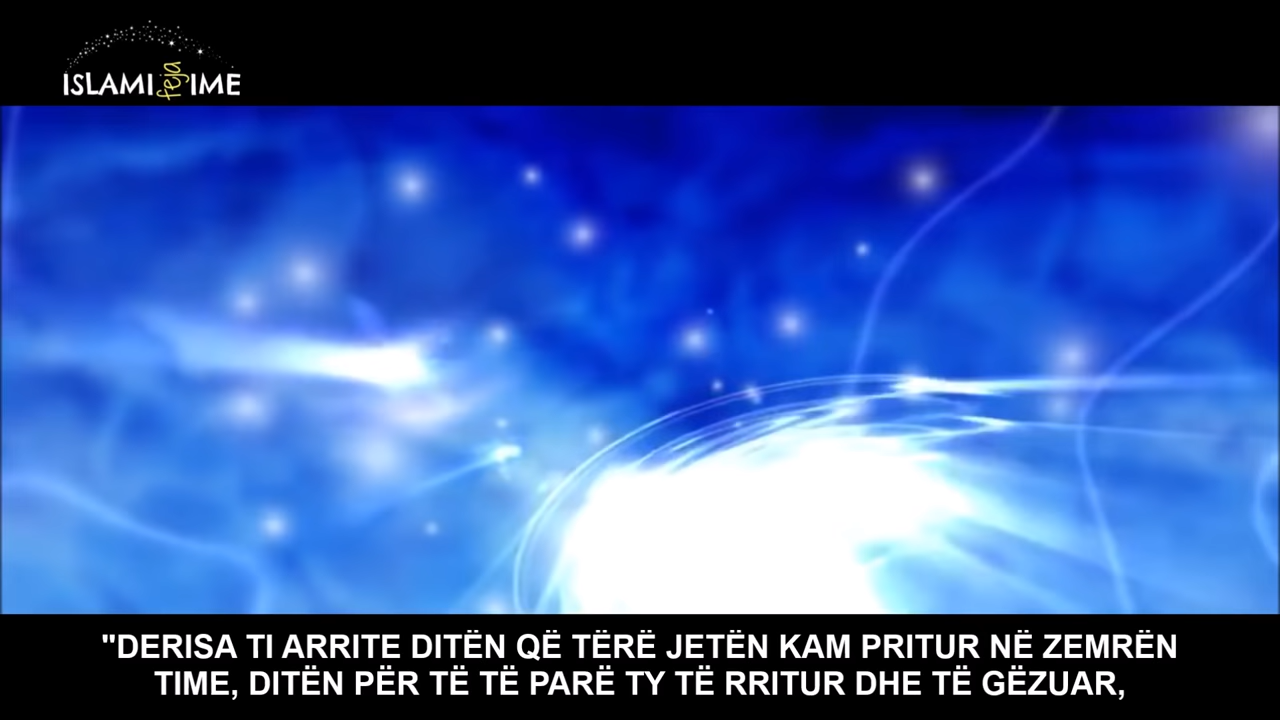 ISLAMI feja IME
"DERISA TI ARRITE DITËN QË TËRË JETËN KAM PRITUR NË ZEMRËN
TIME, DITËN PËR TË TË PARË TY TË RRITUR DHE TË GËZUAR,